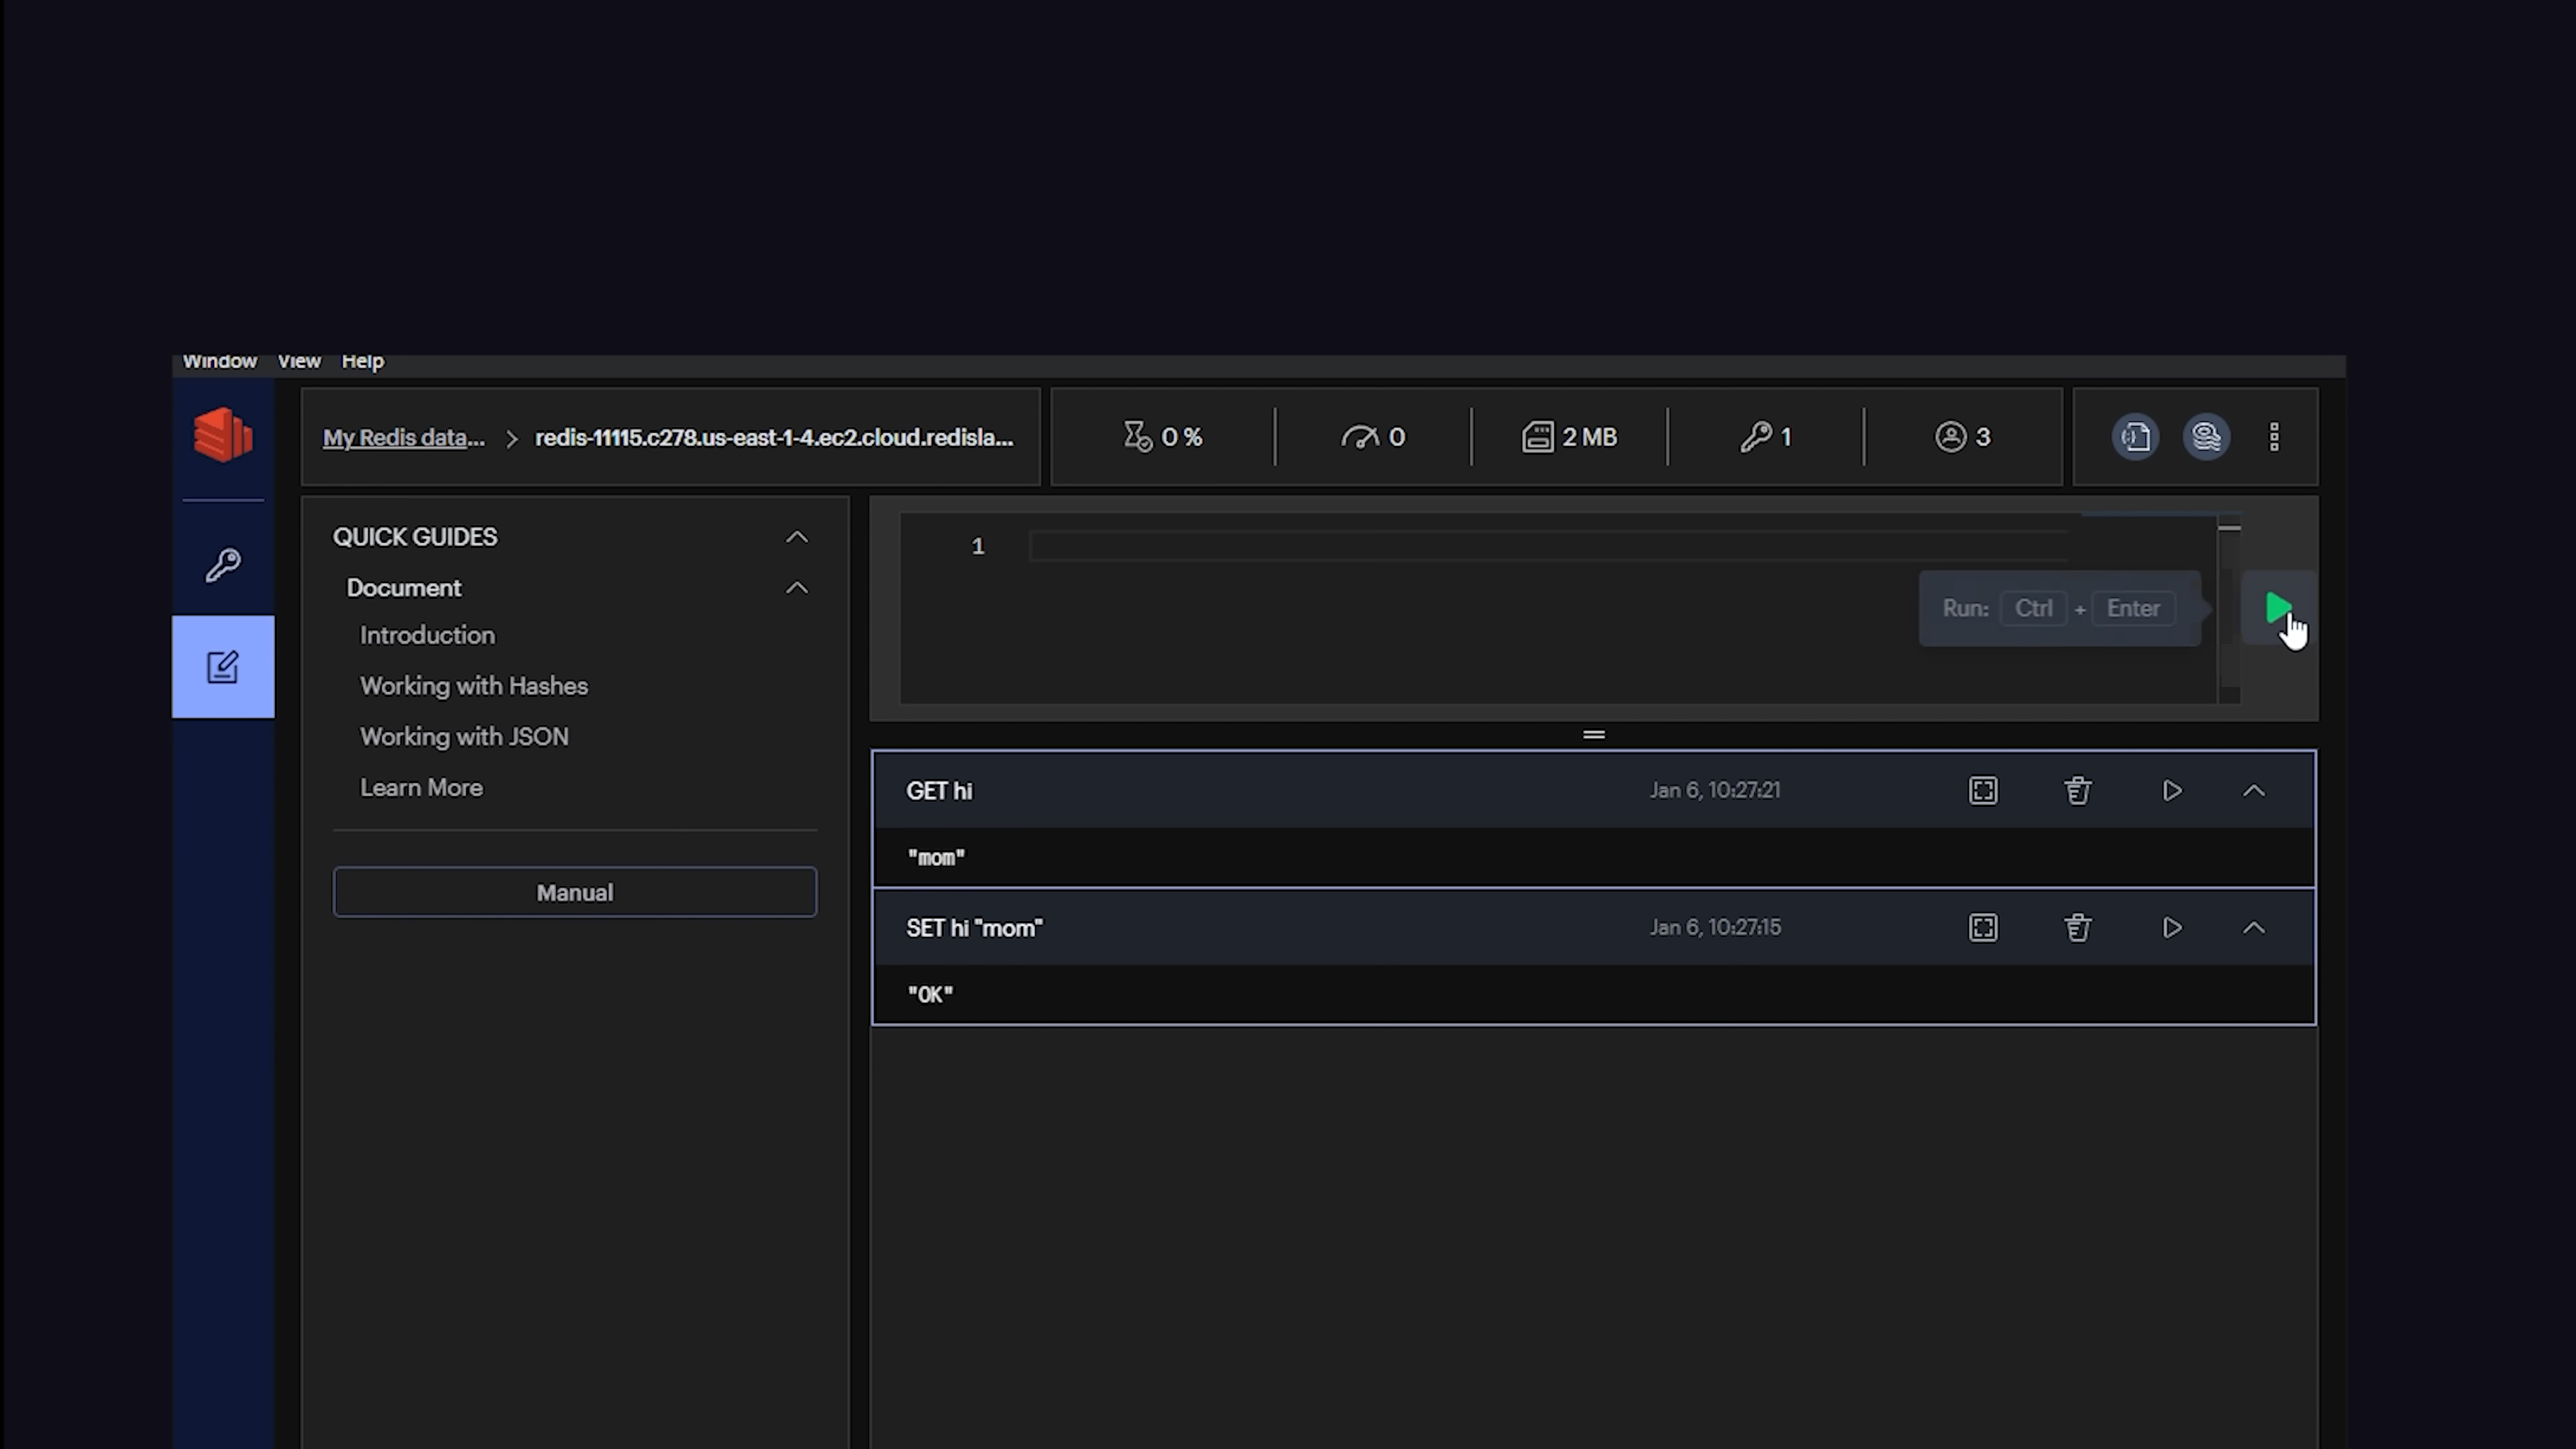 Window View Help
My Redis data... > redis-11115.c278.us-east-1-4.ec2.cloud.redisla...
0 %
0
2 MB
1
3
QUICK GUIDES
Document
Introduction
Working with Hashes
Working with JSON
Learn More
Manual
1
Run: Ctrl + Enter
GET hi Jan 6, 10:27:21
"mom"
SET hi "mom" Jan 6, 10:27:15
"OK"